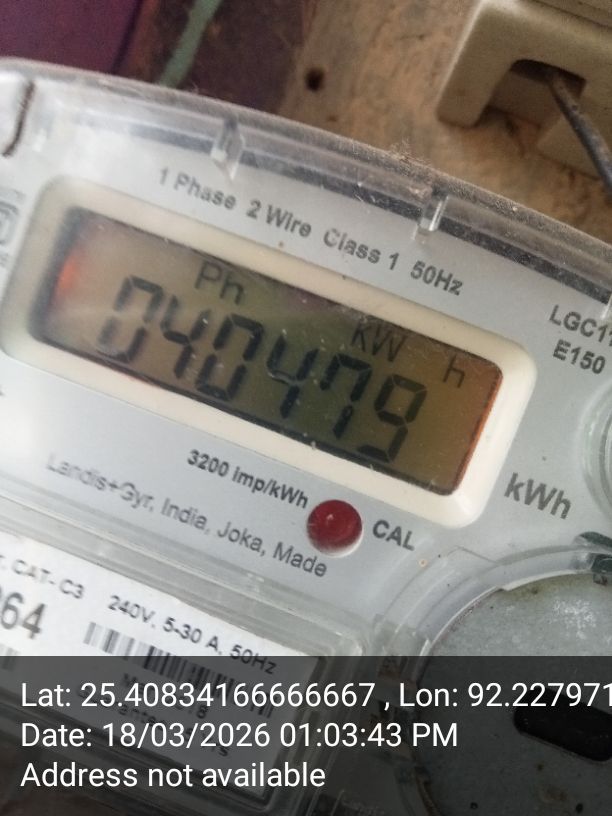 1 Phase 2 Wire Class 1 50Hz
Ph
kW h
040479
E150
kWh
3200 imp/kWh
CAL
Landis+Gyr, India, Joka, Made
CAT- C3 240V, 5-30 A, 50Hz
64
Lat: 25.40834166666667 , Lon: 92.227971
Date: 18/03/2026 01:03:43 PM
Address not available